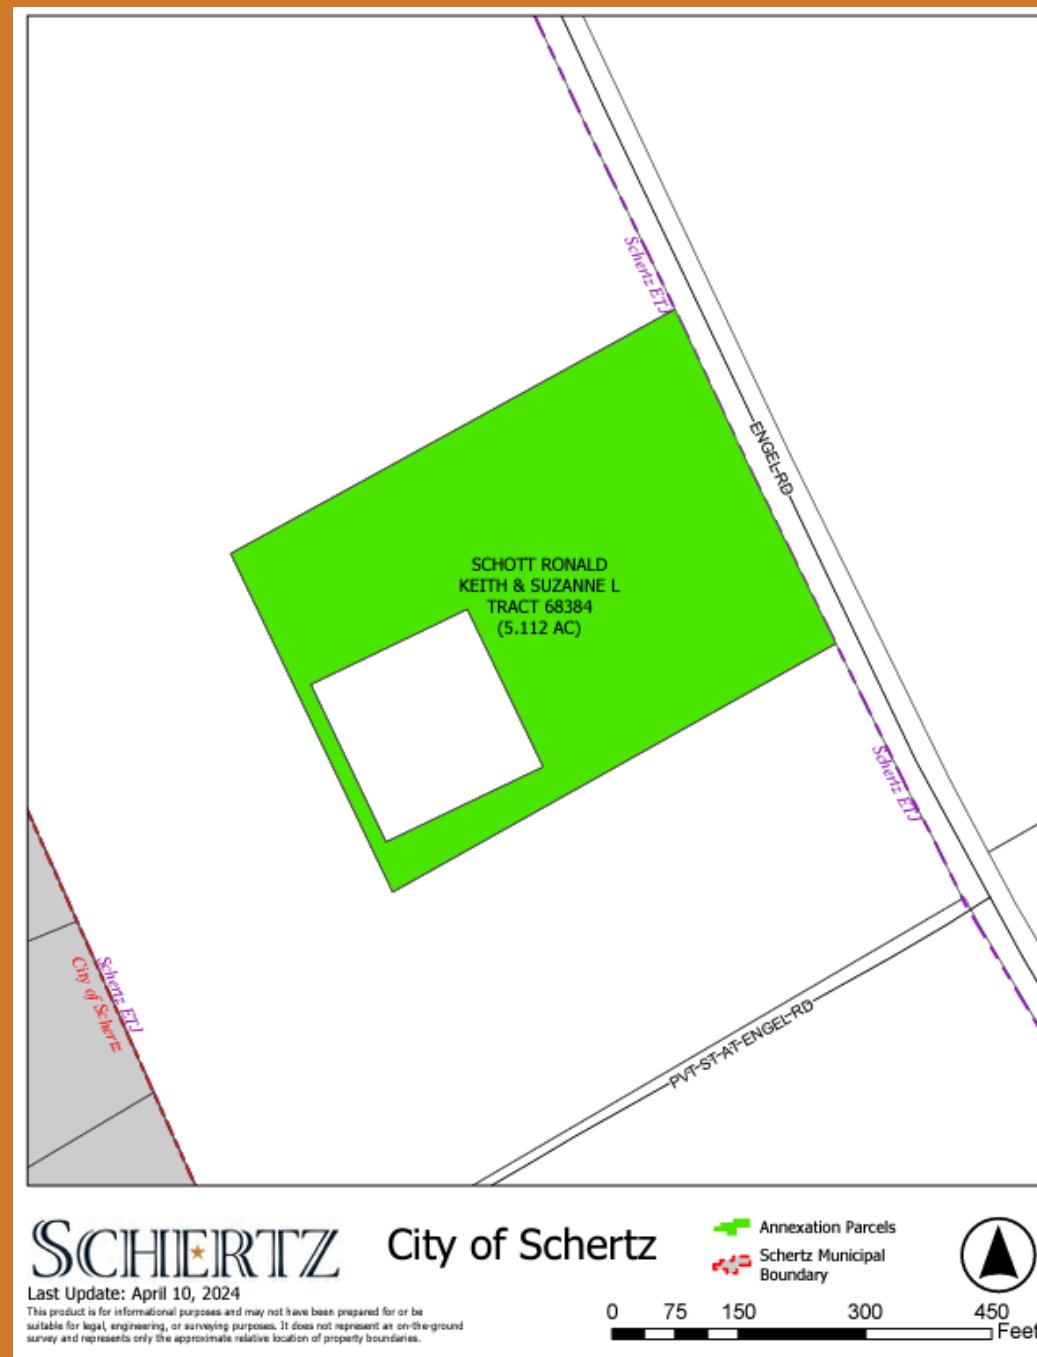 Schertz ETJ
ENGEL RD
SCHOTT RONALD
KEITH & SUZANNE L
TRACT 68384
(5.112 AC)
Schertz ETJ
Schertz ETJ
City of Schertz
PVT-ST-AT-ENGEL-RD
SCHERTZ
City of Schertz
Last Update: April 10, 2024
This product is for informational purposes and may not have been prepared for or be
suitable for legal, engineering, or surveying purposes. It does not represent an on-the-ground
survey and represents only the approximate relative location of property boundaries.
Annexation Parcels
Schertz Municipal
Boundary
0 75 150 300 450
Feet